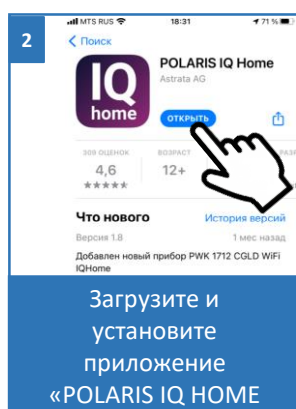 MTS RUS 18:31 71 %
2
Поиск
IQ
home
POLARIS IQ Home
Astrata AG
ОТКРЫТЬ
309 ОЦЕНОК ВОЗРАСТ РАЗ
4,6 12+
★★★★★
Что нового История версий
Версия 1.8 1 мес назад
Добавлен новый прибор PWK 1712 CGLD WiFi
IQHome
Загрузите и
установите
приложение
«POLARIS IQ HOME